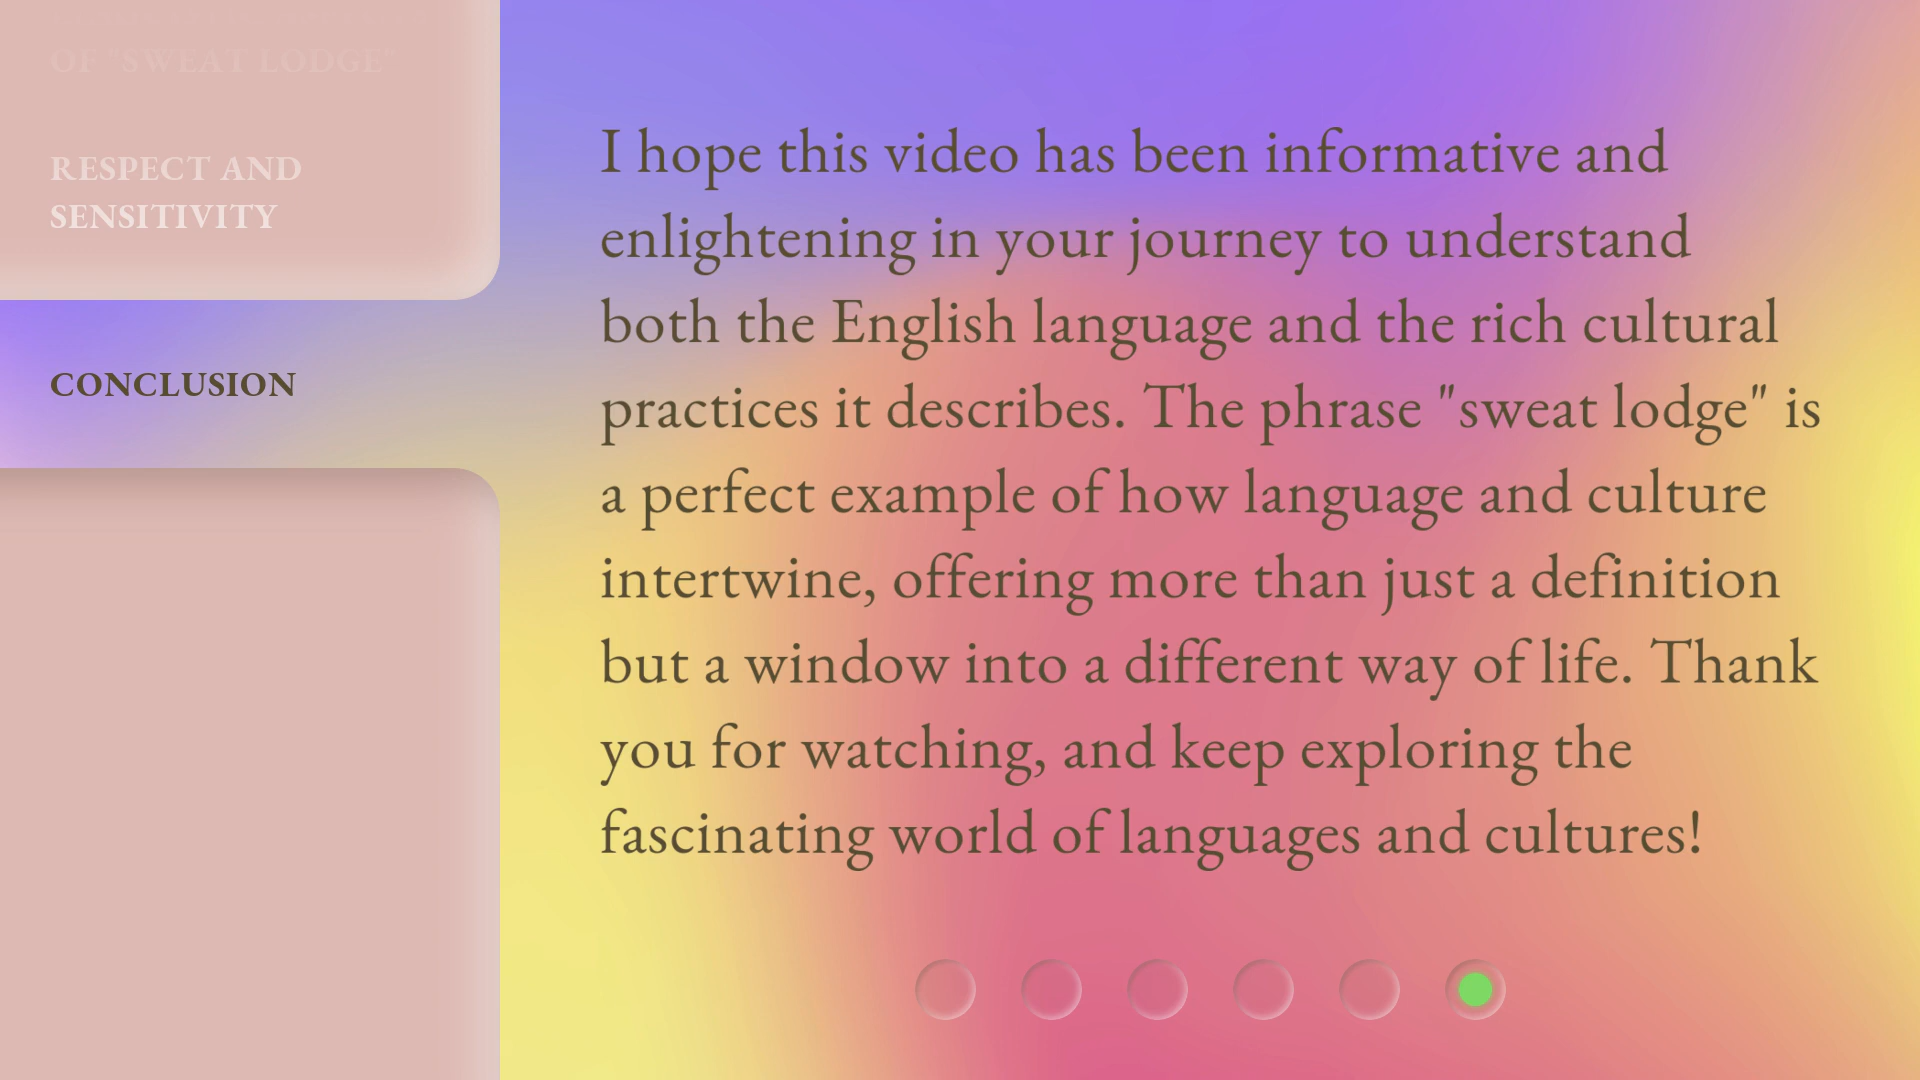 OF "SWEAT LODGE"
RESPECT AND
SENSITIVITY
CONCLUSION
I hope this video has been informative and
enlightening in your journey to understand
both the English language and the rich cultural
practices it describes. The phrase "sweat lodge" is
a perfect example of how language and culture
intertwine, offering more than just a definition
but a window into a different way of life. Thank
you for watching, and keep exploring the
fascinating world of languages and cultures!